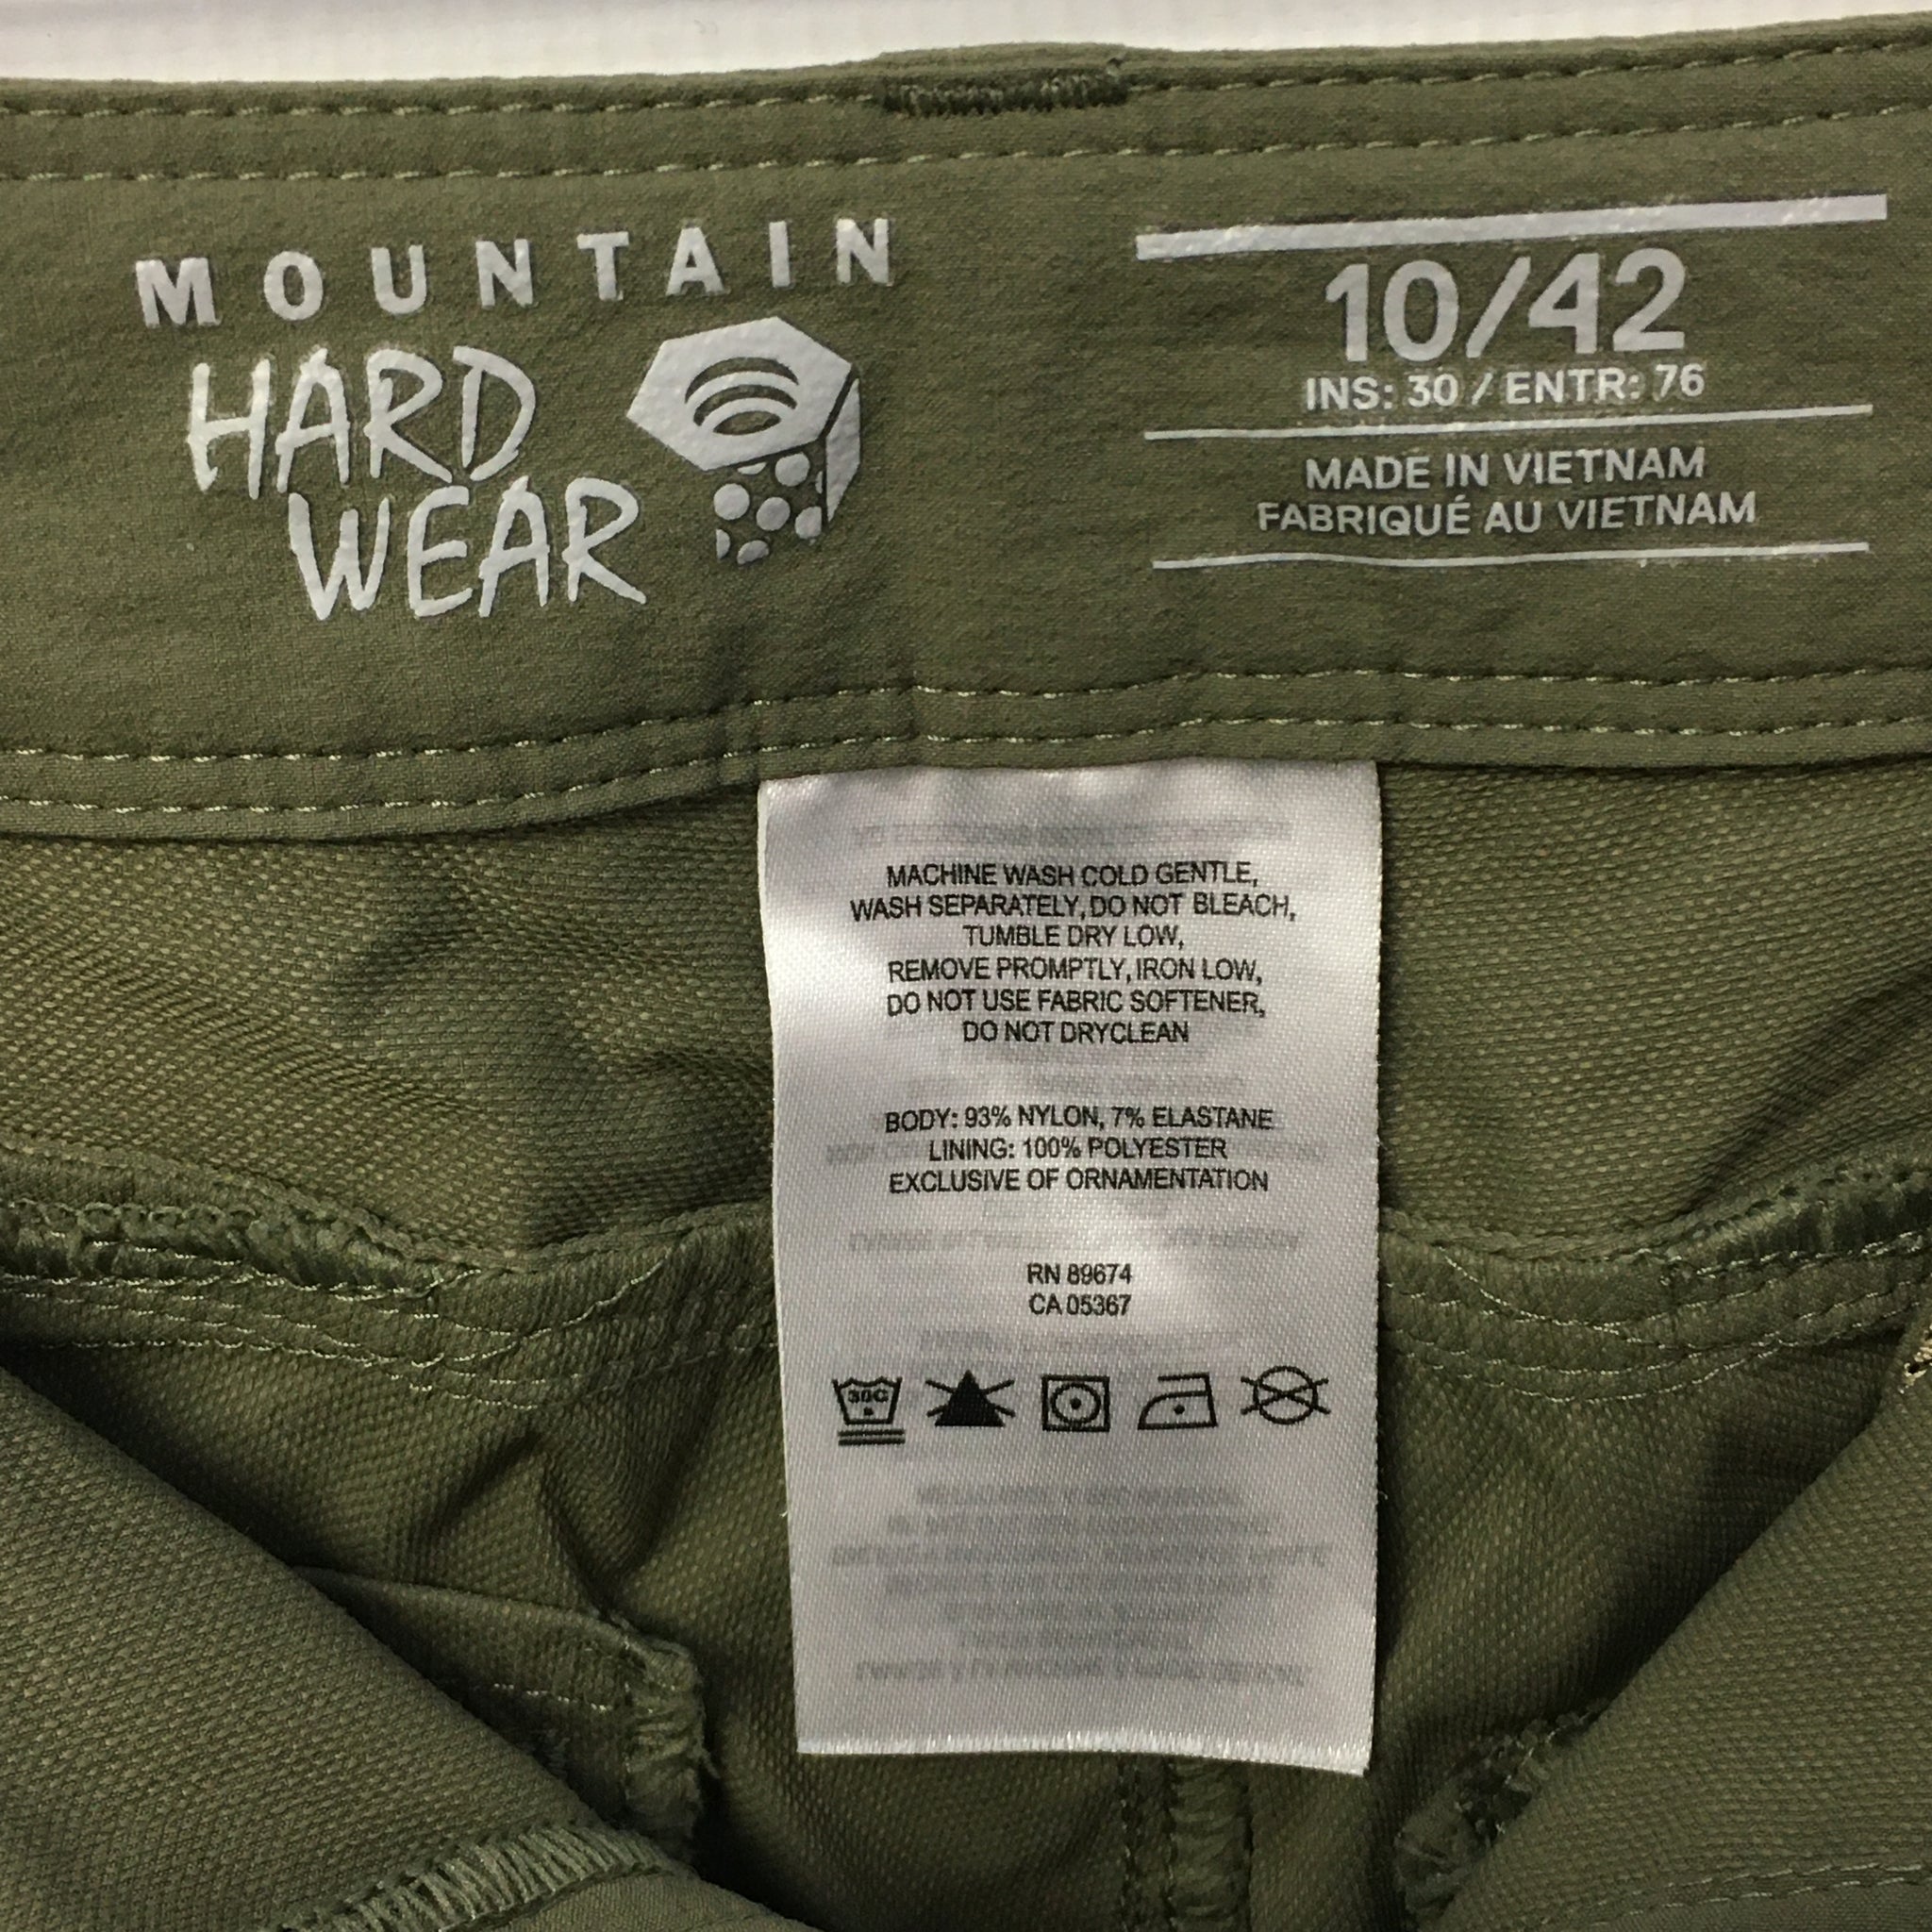 MOUNTAIN
HARD
WEAR
10/42
INS: 30 / ENTR: 76
MADE IN VIETNAM
FABRIQUÉ AU VIETNAM
MACHINE WASH COLD GENTLE,
WASH SEPARATELY, DO NOT BLEACH,
TUMBLE DRY LOW,
REMOVE PROMPTLY, IRON LOW,
DO NOT USE FABRIC SOFTENER,
DO NOT DRYCLEAN
BODY: 93% NYLON, 7% ELASTANE
LINING: 100% POLYESTER
EXCLUSIVE OF ORNAMENTATION
RN 89674
CA 05367
30C